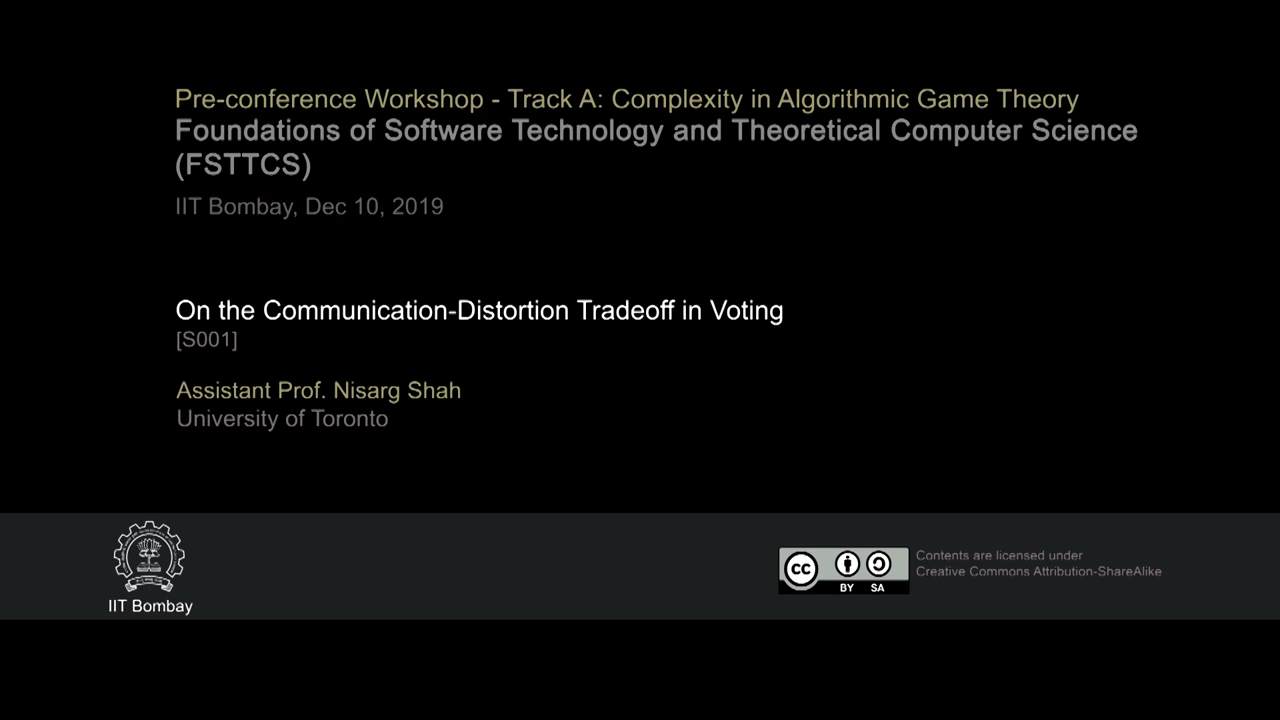 Pre-conference Workshop - Track A: Complexity in Algorithmic Game Theory
Foundations of Software Technology and Theoretical Computer Science
(FSTTCS)
IIT Bombay, Dec 10, 2019
On the Communication-Distortion Tradeoff in Voting
[S001]
Assistant Prof. Nisarg Shah
University of Toronto
IIT Bombay
cc
BY SA
Contents are licensed under
Creative Commons Attribution-ShareAlike